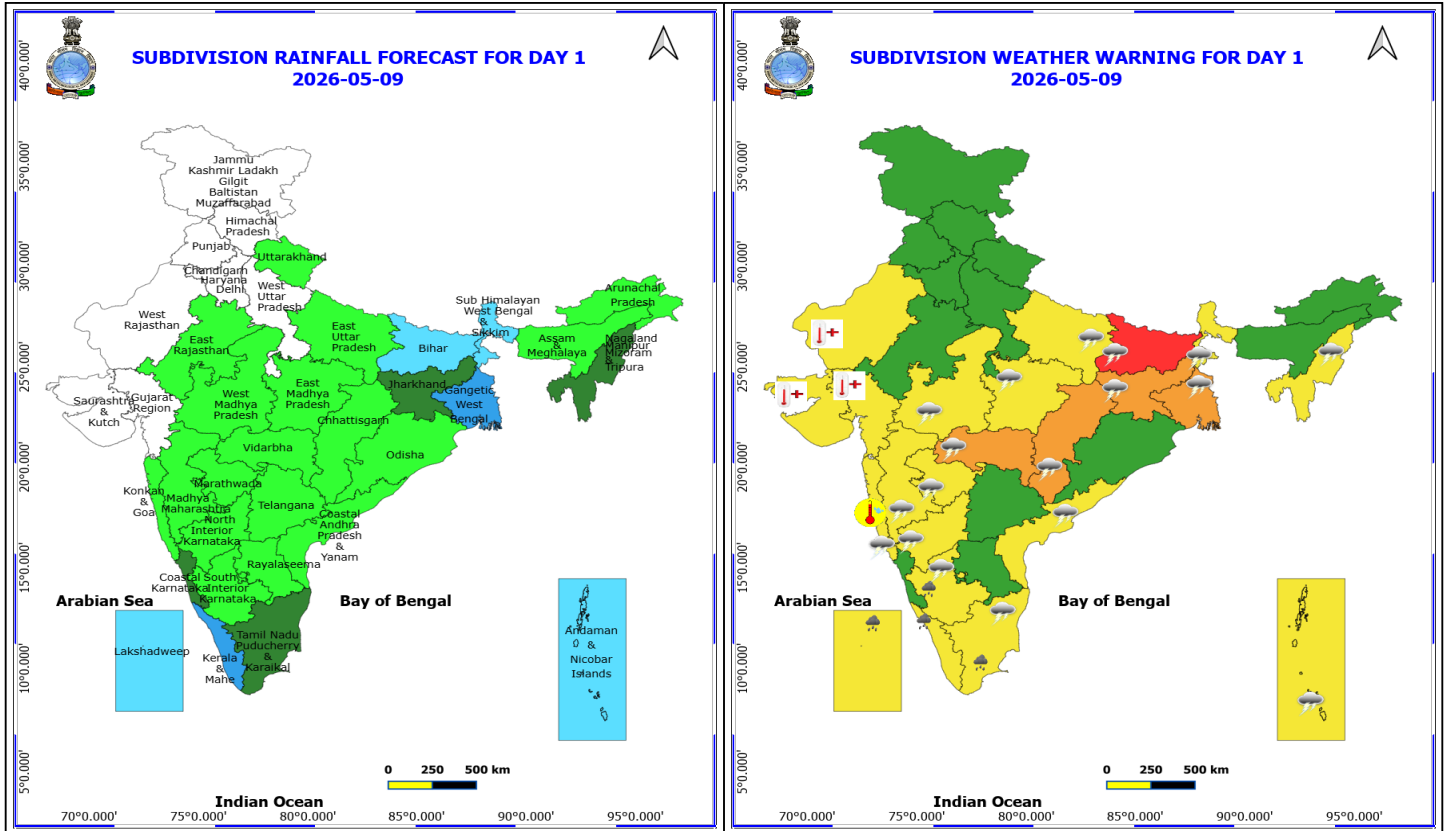 SUBDIVISION RAINFALL FORECAST FOR DAY 1
2026-05-09
40°0.000'
35°0.000'
30°0.000'
25°0.000'
20°0.000'
15°0.000'
10°0.000'
5°0.000'
Jammu
Kashmir Ladakh
Gilgit
Baltistan
Muzaffarabad
Himachal
Pradesh
Punjab
Chandigarh
Haryana
Delhi
Uttarakhand
West
Uttar
Pradesh
West
Rajasthan
East
Rajasthan
East
Uttar
Pradesh
Bihar
Sub Himalayan
West Bengal
&
Sikkim
Arunachal
Pradesh
Assam
&
Meghalaya
Nagaland
Manipur
Mizoram
&
Tripura
Saurashtra
&
Kutch
Gujarat
Region
West
Madhya
Pradesh
East
Madhya
Pradesh
Jharkhand
Gangetic
West
Bengal
Chhattisgarh
Odisha
Vidarbha
Konkan
&
Goa
Madhya
Maharashtra
Marathwada
Telangana
North
Interior
Karnataka
Coastal
Andhra
Pradesh
&
Yanam
Rayalaseema
Coastal
Karnataka
South
Interior
Karnataka
Tamil Nadu
Puducherry
&
Karaikal
Kerala
&
Mahe
Lakshadweep
Andaman
&
Nicobar
Islands
Arabian Sea
Bay of Bengal
Indian Ocean
0 250 500 km
70°0.000' 75°0.000' 80°0.000' 85°0.000' 90°0.000' 95°0.000'
SUBDIVISION WEATHER WARNING FOR DAY 1
2026-05-09
40°0.000'
35°0.000'
30°0.000'
25°0.000'
20°0.000'
15°0.000'
10°0.000'
5°0.000'
Arabian Sea
Bay of Bengal
Indian Ocean
0 250 500 km
70°0.000' 75°0.000' 80°0.000' 85°0.000' 90°0.000' 95°0.000'